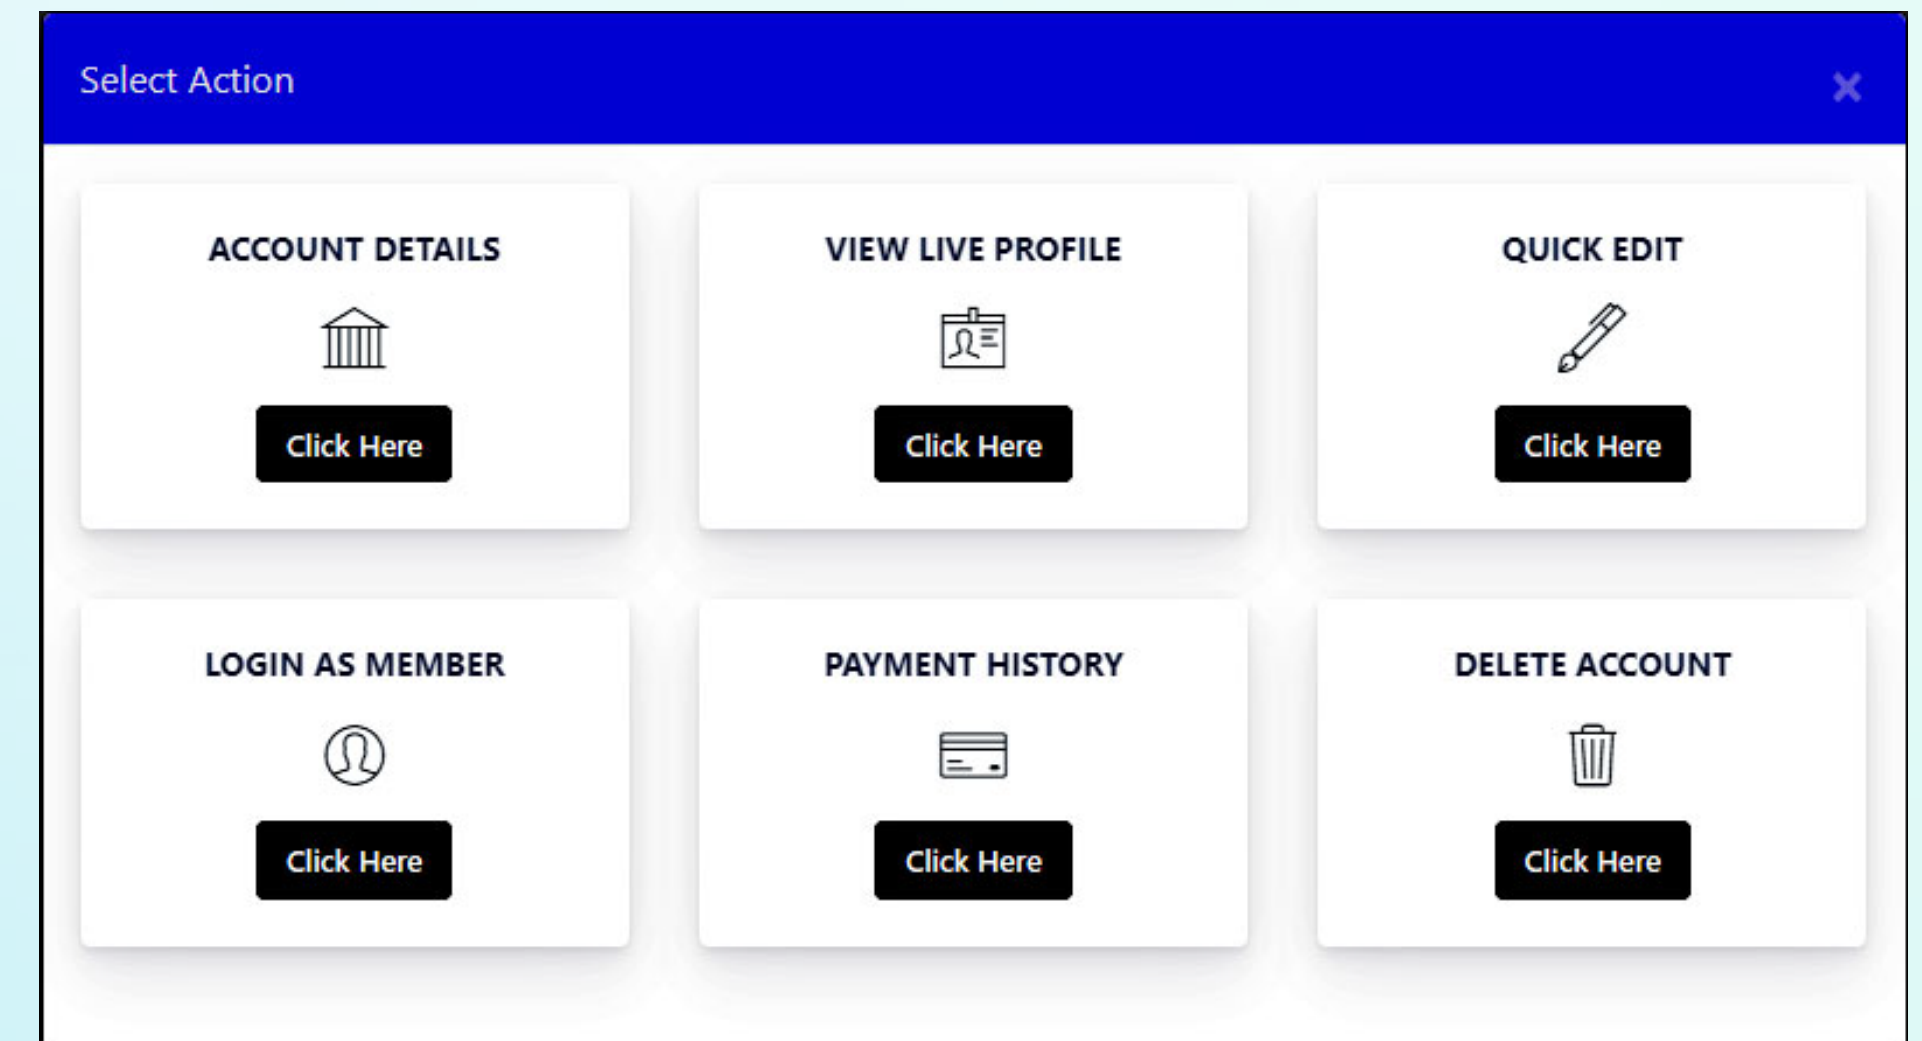 Select Action
ACCOUNT DETAILS
Click Here
VIEW LIVE PROFILE
Click Here
QUICK EDIT
Click Here
LOGIN AS MEMBER
Click Here
PAYMENT HISTORY
Click Here
DELETE ACCOUNT
Click Here